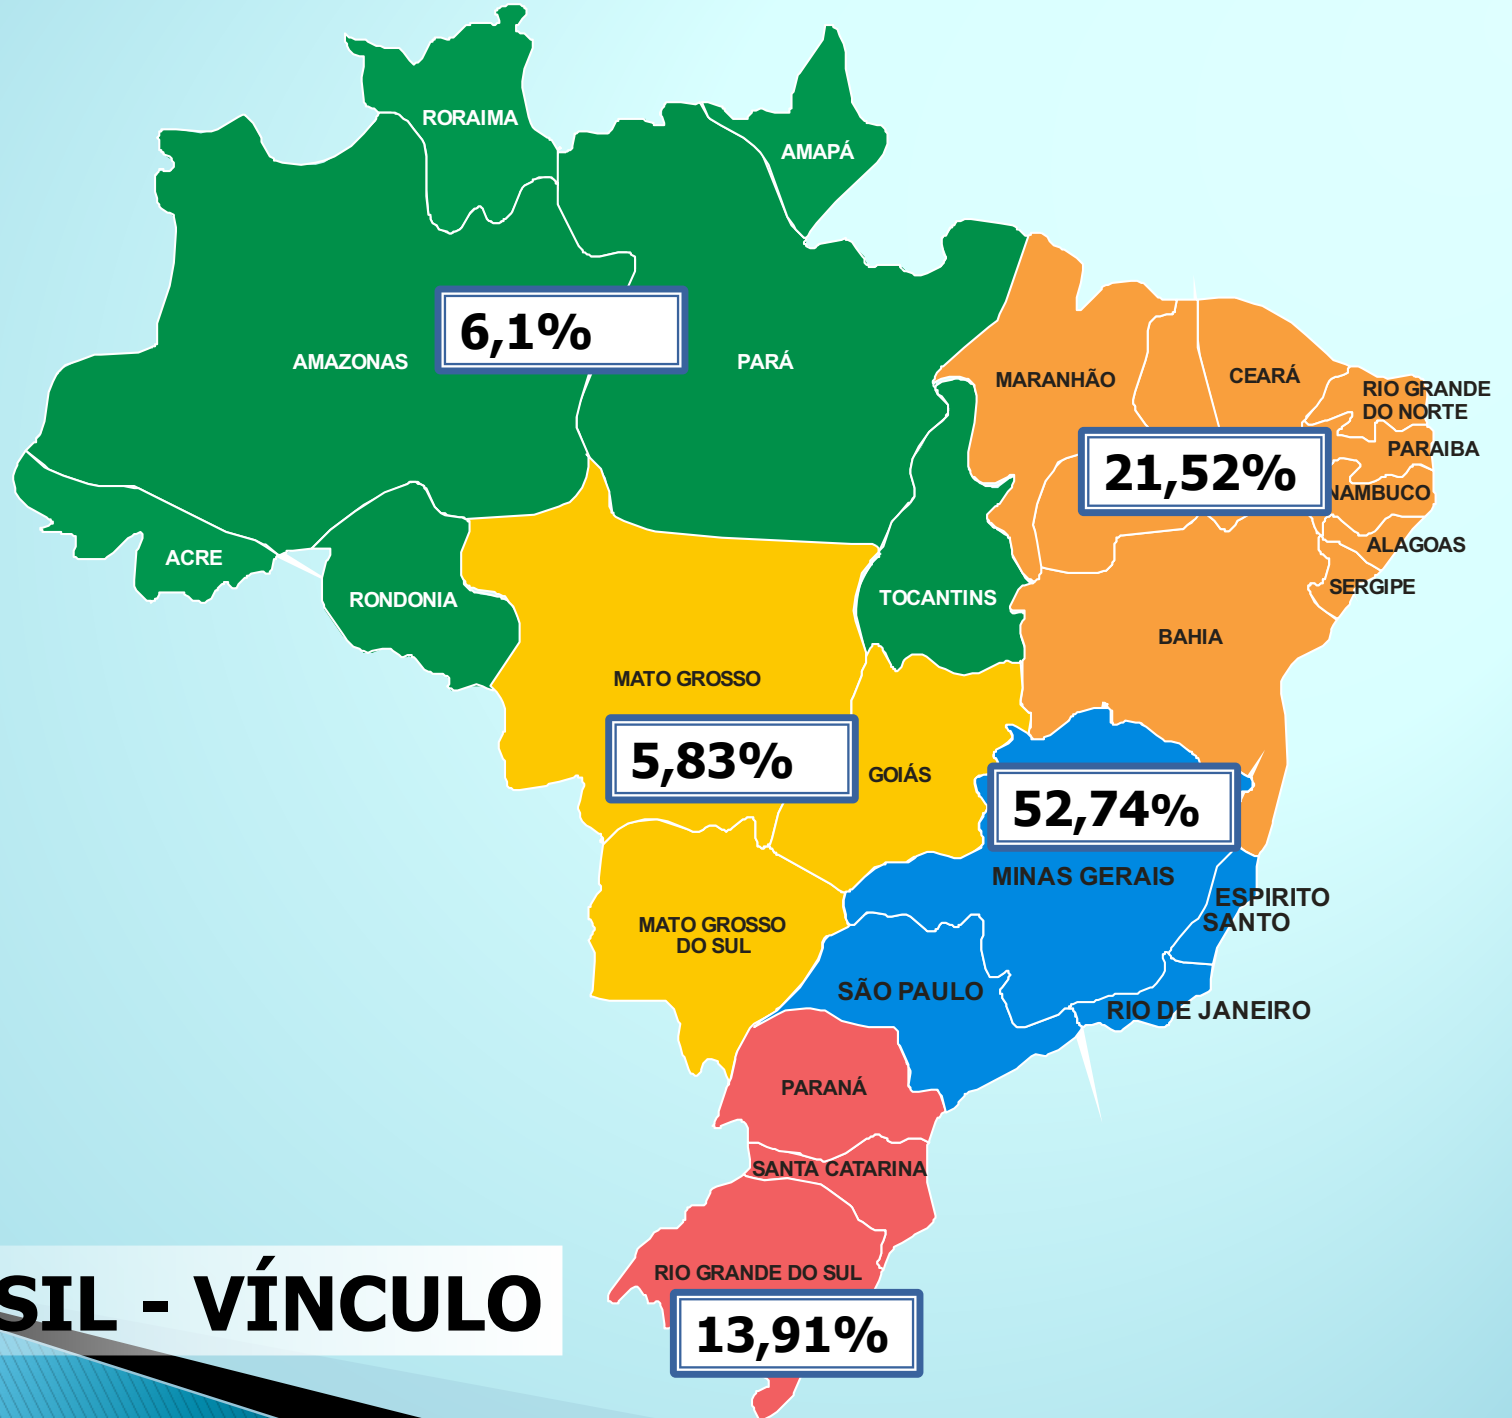 RORAIMA
AMAPÁ
6,1%
AMAZONAS
PARÁ
MARANHÃO
CEARÁ
RIO GRANDE
DO NORTE
PARAIBA
21,52%
NAMBUCO
ALAGOAS
ACRE
SERGIPE
RONDONIA
TOCANTINS
BAHIA
MATO GROSSO
5,83%
GOIÁS
52,74%
MINAS GERAIS
ESPIRITO
SANTO
MATO GROSSO
DO SUL
SÃO PAULO
RIO DE JANEIRO
PARANÁ
SANTA CATARINA
RIO GRANDE DO SUL
SIL - VÍNCULO
13,91%